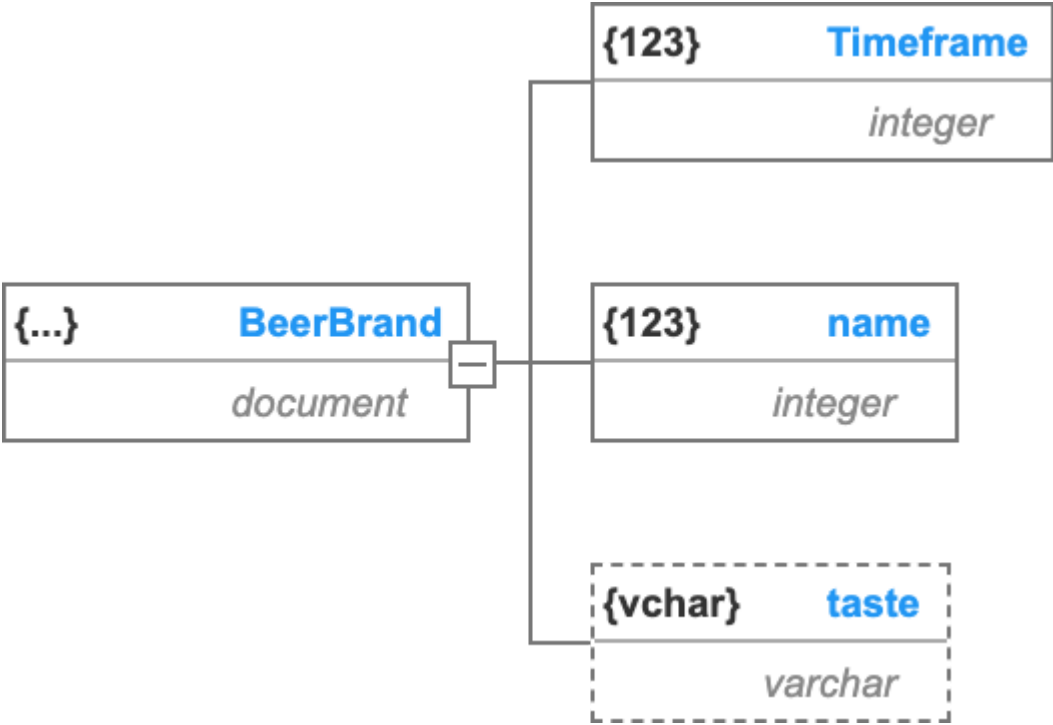 {123} Timeframe
integer
{...} BeerBrand
document
{123} name
integer
{vchar} taste
varchar